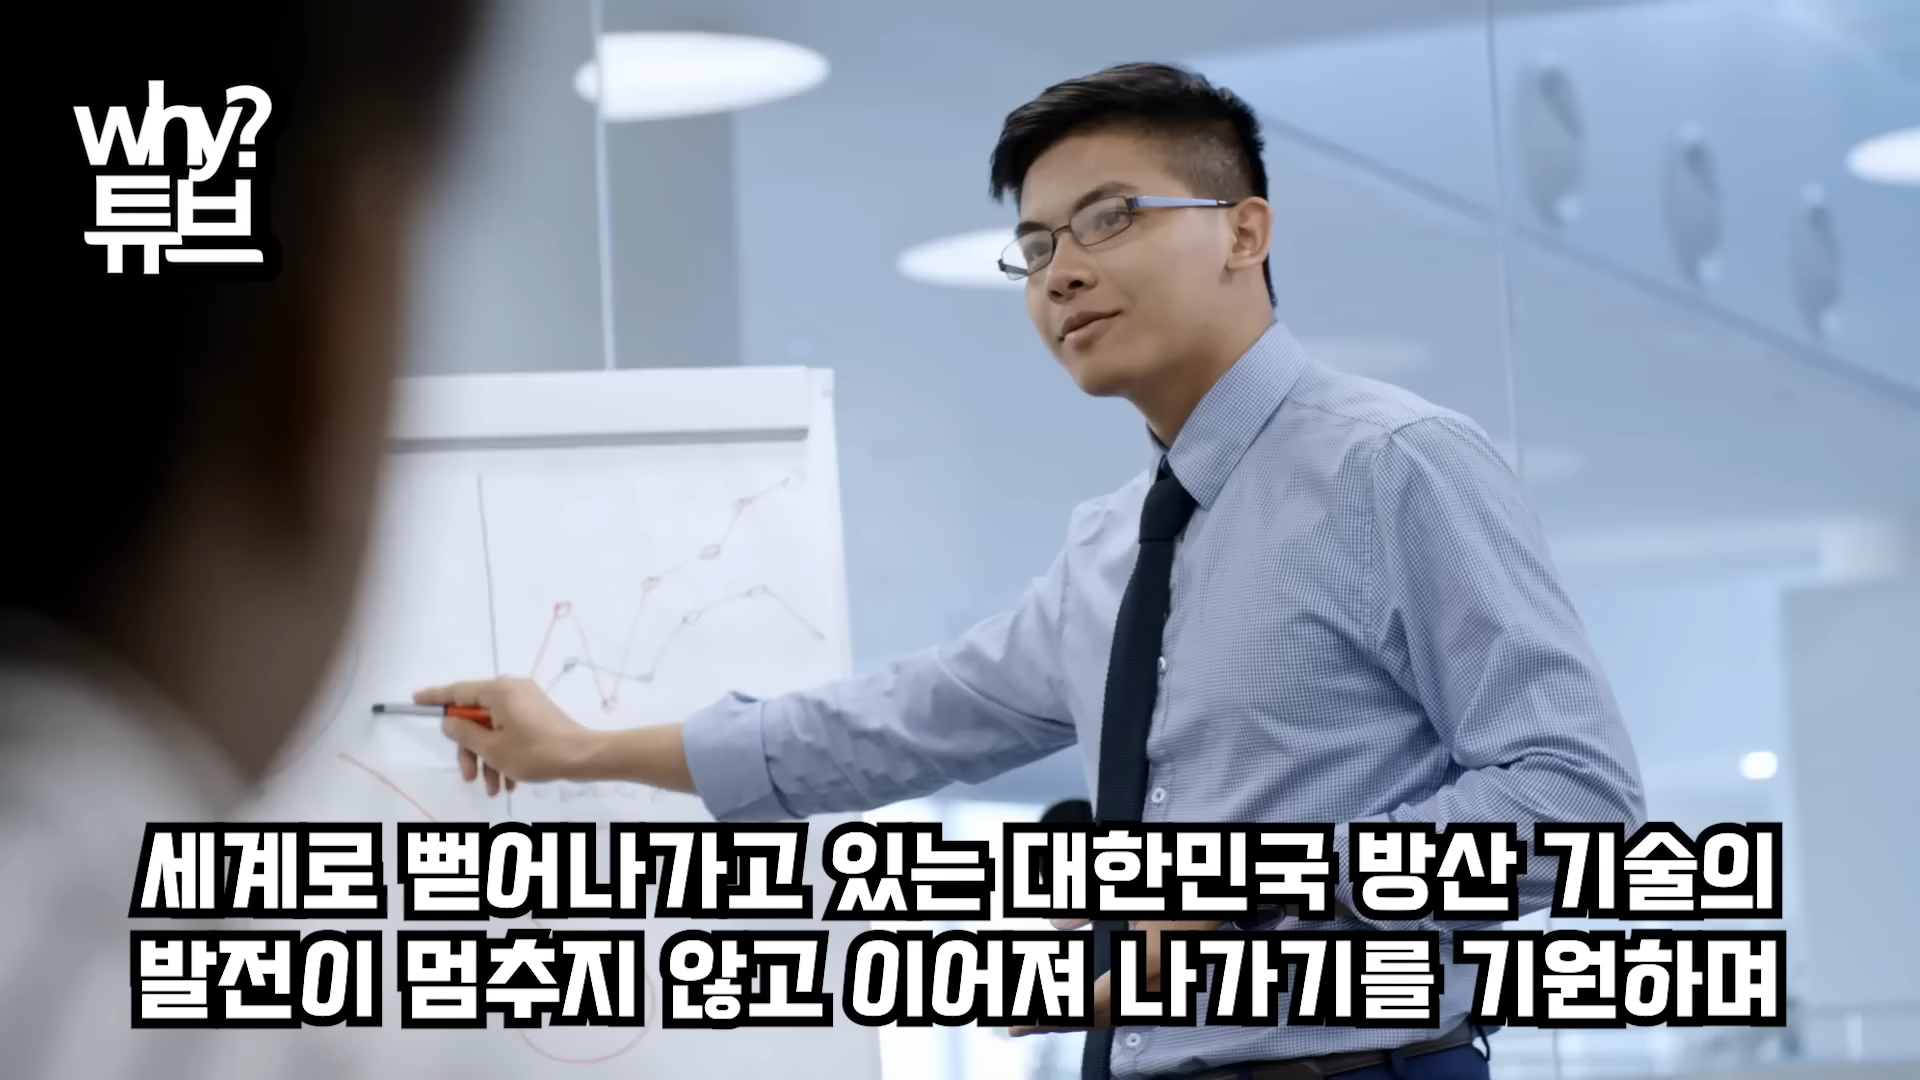 why?
튜브
세계로 뻗어나가고 있는 대한민국 방산 기술의
발전이 멈추지 않고 이어져 나가기를 기원하며